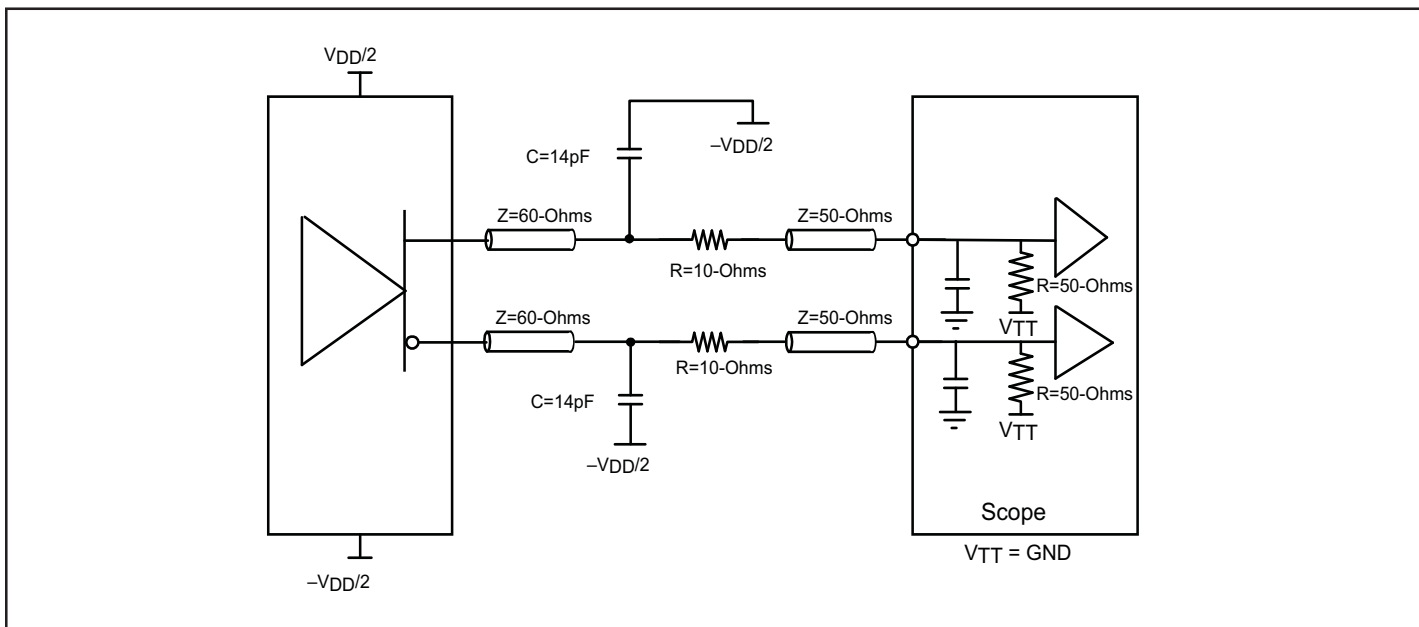 VDD/2
–VDD/2
C=14pF
Z=60-Ohms
Z=50-Ohms
R=10-Ohms
R=50-Ohms
VTT
Z=60-Ohms
Z=50-Ohms
R=10-Ohms
R=50-Ohms
C=14pF
VTT
–VDD/2
Scope
VTT = GND
–VDD/2